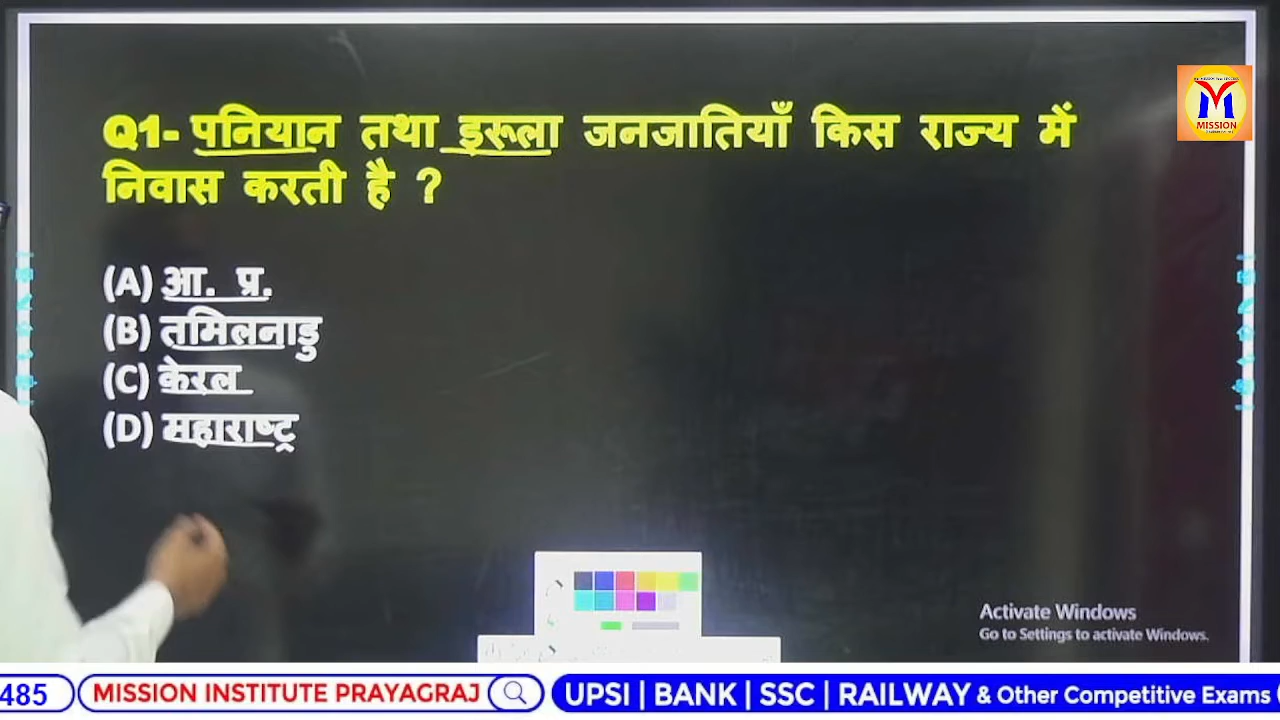 Q1- पनियान तथा इरूला जनजातियाँ किस राज्य में
निवास करती है ?
(A) आ. प्र.
(B) तमिलनाडु
(C) केरल
(D) महाराष्ट्र
MISSION
Activate Windows
Go to Settings to activate Windows.
485 MISSION INSTITUTE PRAYAGRAJ UPSI | BANK | SSC | RAILWAY & Other Competitive Exams